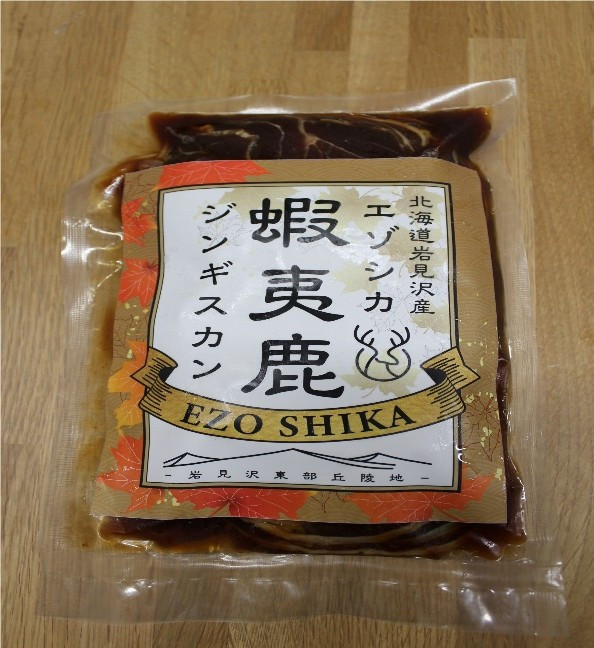 北海道岩見沢産
エゾシカ
蝦夷鹿
ジンギスカン
EZO SHIKA
- 岩見沢東部丘陵地 -